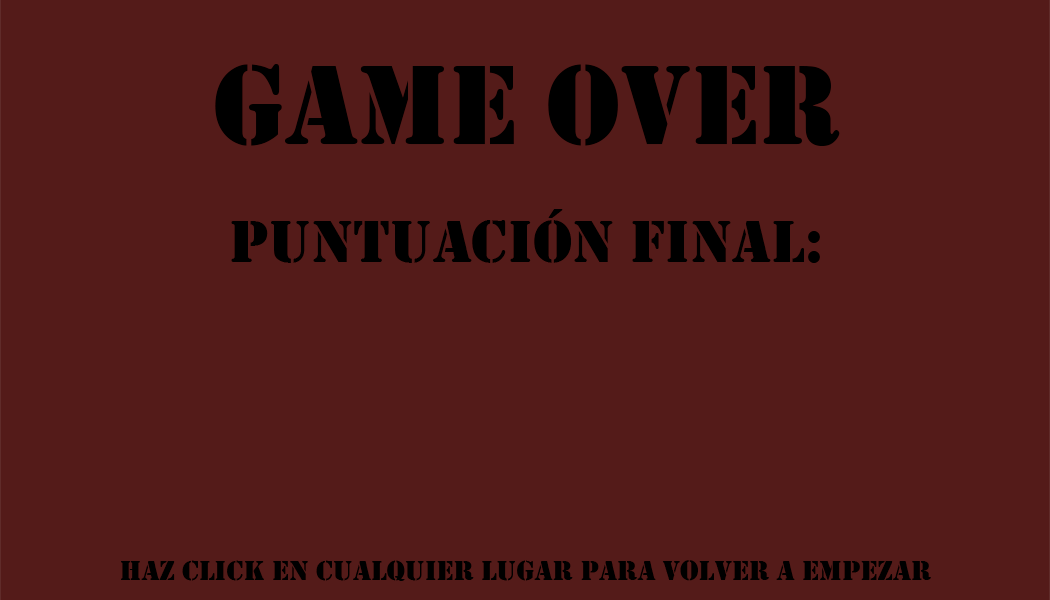 GAME OVER
PUNTUACIÓN FINAL:
HAZ CLICK EN CUALQUIER LUGAR PARA VOLVER A EMPEZAR